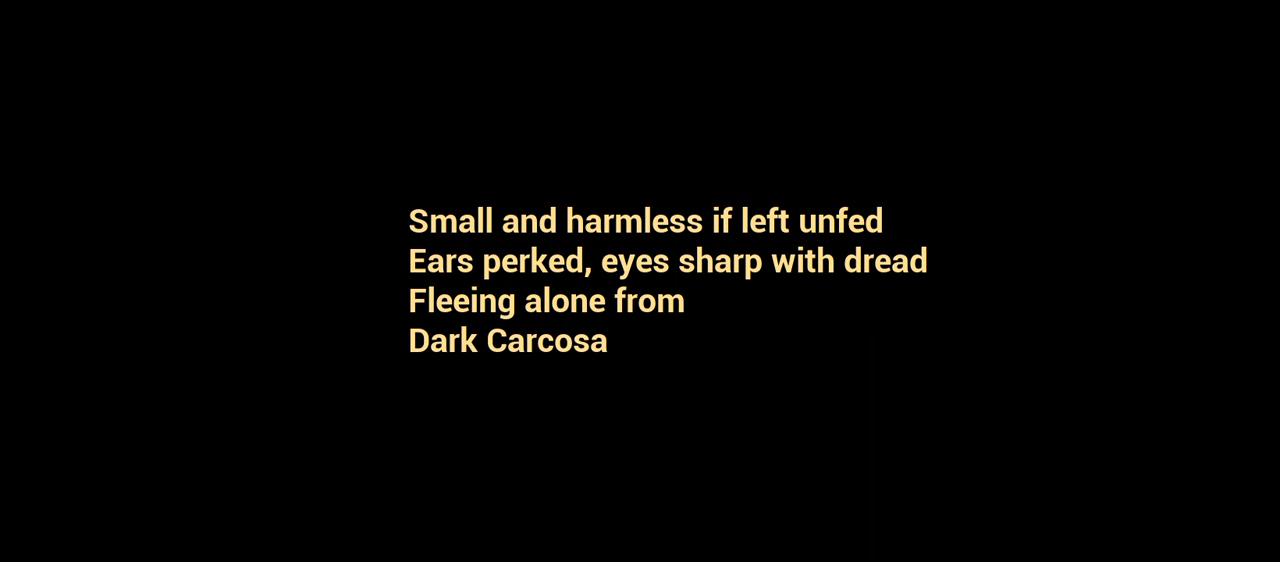 Small and harmless if left unfed
Ears perked, eyes sharp with dread
Fleeing alone from
Dark Carcosa